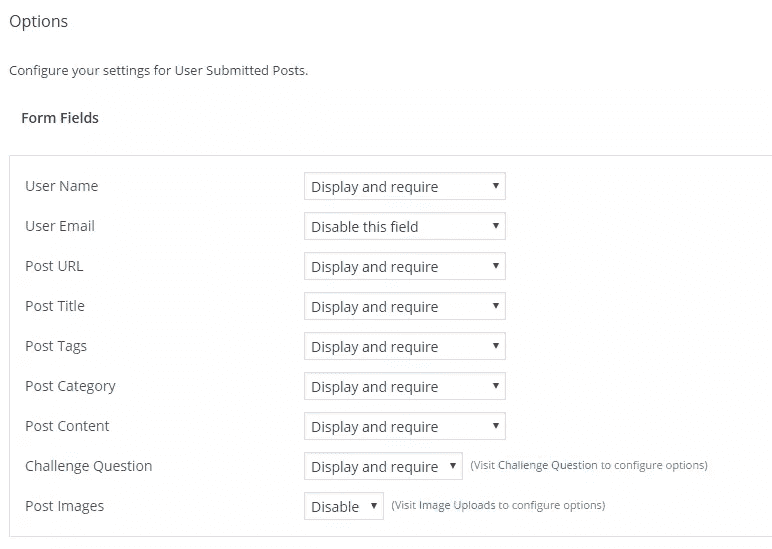 Options
Configure your settings for User Submitted Posts.
Form Fields
User Name Display and require
User Email Disable this field
Post URL Display and require
Post Title Display and require
Post Tags Display and require
Post Category Display and require
Post Content Display and require
Challenge Question Display and require (Visit Challenge Question to configure options)
Post Images Disable (Visit Image Uploads to configure options)